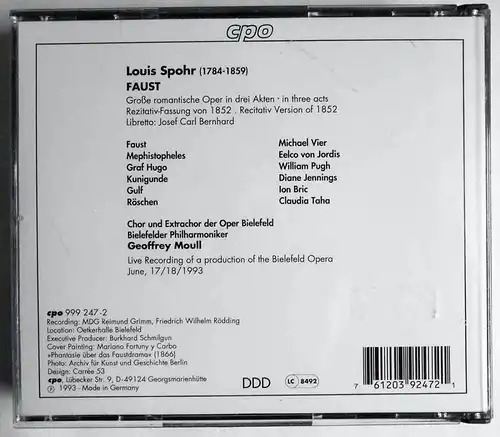 cpo
Louis Spohr (1784-1859)
FAUST
Große romantische Oper in drei Akten · in three acts
Rezitativ-Fassung von 1852 . Recitativ Version of 1852
Libretto: Josef Carl Bernhard
Faust Michael Vier
Mephistopheles Eelco von Jordis
Graf Hugo William Pugh
Kunigunde Diane Jennings
Gulf Ion Bric
Röschen Claudia Taha
Chor und Extrachor der Oper Bielefeld
Bielefelder Philharmoniker
Geoffrey Moull
Live Recording of a production of the Bielefeld Opera
June, 17/18/1993
cpo 999 247-2
Recording: MDG Reimund Grimm, Friedrich Wilhelm Rödding
Location: Oetkerhalle Bielefeld
Executive Producer: Burkhard Schmilgun
Cover Painting: Mariano Fortuny y Carbo
»Phantasie über das Faustdrama« (1866)
Photo: Archiv für Kunst und Geschichte Berlin
Design: Carrée 53
cpo, Lübecker Str. 9, D-49124 Georgsmarienhütte
℗ 1993 · Made in Germany
DDD
LC 8492
7 61203 92472 1